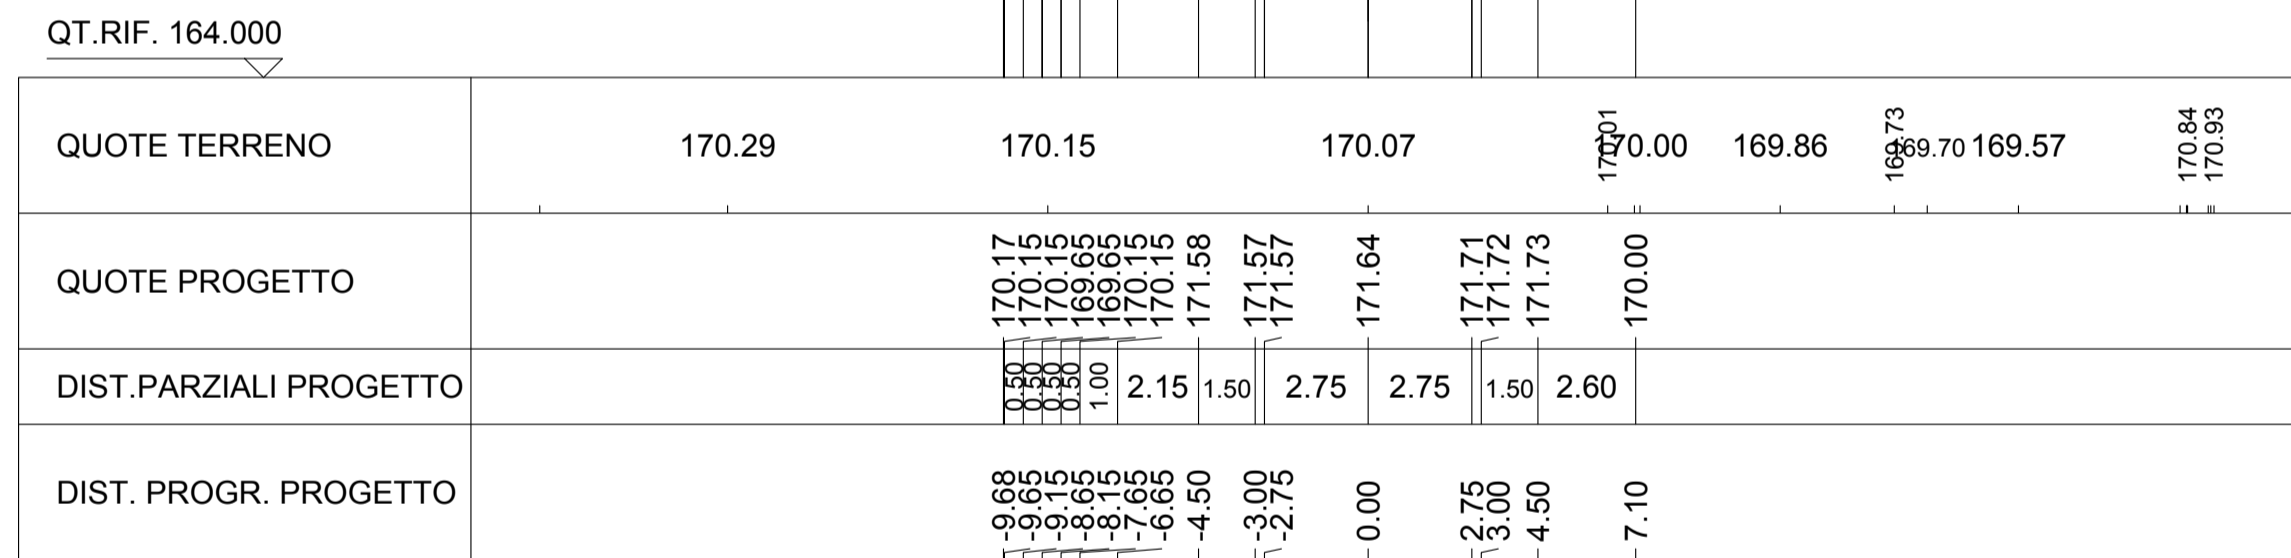 QT.RIF. 164.000
QUOTE TERRENO 170.29 170.15 170.07 170.01 170.00 169.86 169.73 169.70 169.57 170.84 170.93
QUOTE PROGETTO 170.17 170.15 170.15 169.65 169.65 170.15 170.15 171.58 171.57 171.57 171.64 171.71 171.72 171.73 170.00
DIST.PARZIALI PROGETTO 0.50 0.50 0.50 0.50 1.00 2.15 1.50 2.75 2.75 1.50 2.60
DIST. PROGR. PROGETTO -9.68 -9.65 -9.15 -8.65 -8.15 -7.65 -6.65 -4.50 -3.00 -2.75 0.00 2.75 3.00 4.50 7.10